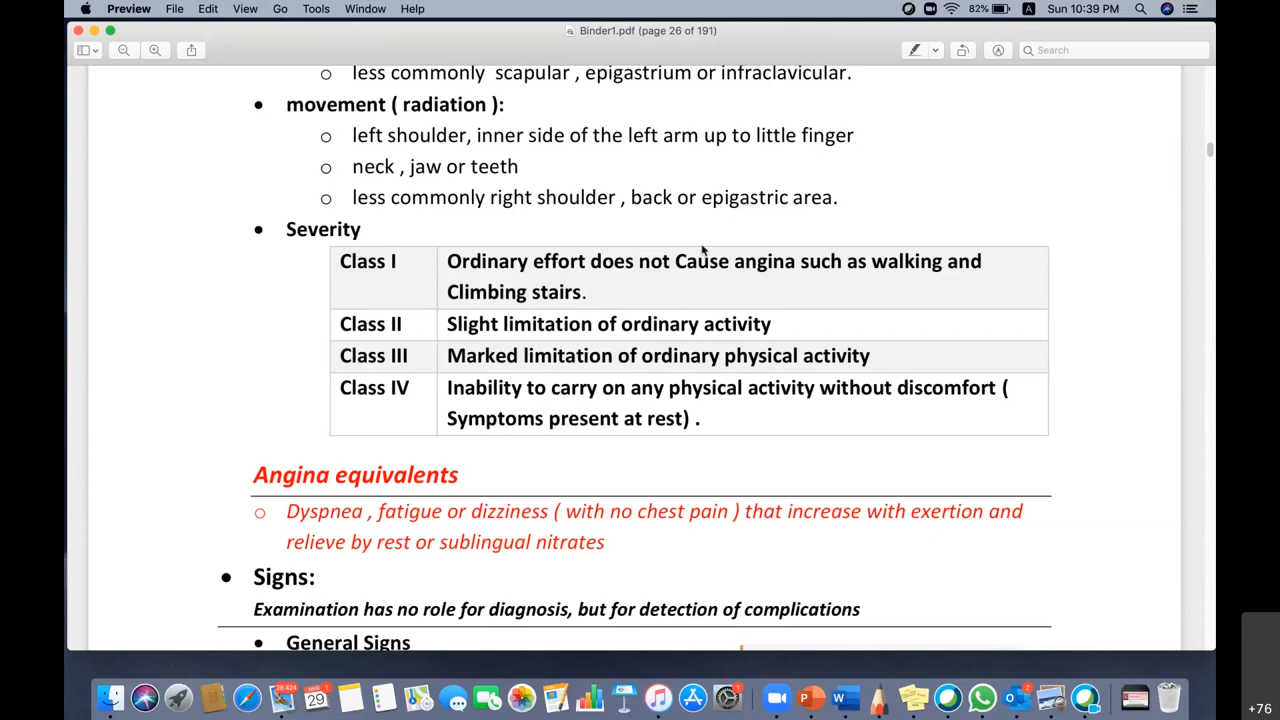 Preview File Edit View Go Tools Window Help 82% A Sun 10:39 PM
Binder1.pdf (page 26 of 191)
Search
o less commonly scapular , epigastrium or infraclavicular.
• movement ( radiation ):
o left shoulder, inner side of the left arm up to little finger
o neck , jaw or teeth
o less commonly right shoulder , back or epigastric area.
• Severity
Class I Ordinary effort does not Cause angina such as walking and
Climbing stairs.
Class II Slight limitation of ordinary activity
Class III Marked limitation of ordinary physical activity
Class IV Inability to carry on any physical activity without discomfort (
Symptoms present at rest) .
Angina equivalents
o Dyspnea , fatigue or dizziness ( with no chest pain ) that increase with exertion and
relieve by rest or sublingual nitrates
• Signs:
Examination has no role for diagnosis, but for detection of complications
• General Signs
26,424 MAR 29 1 1 2
+76